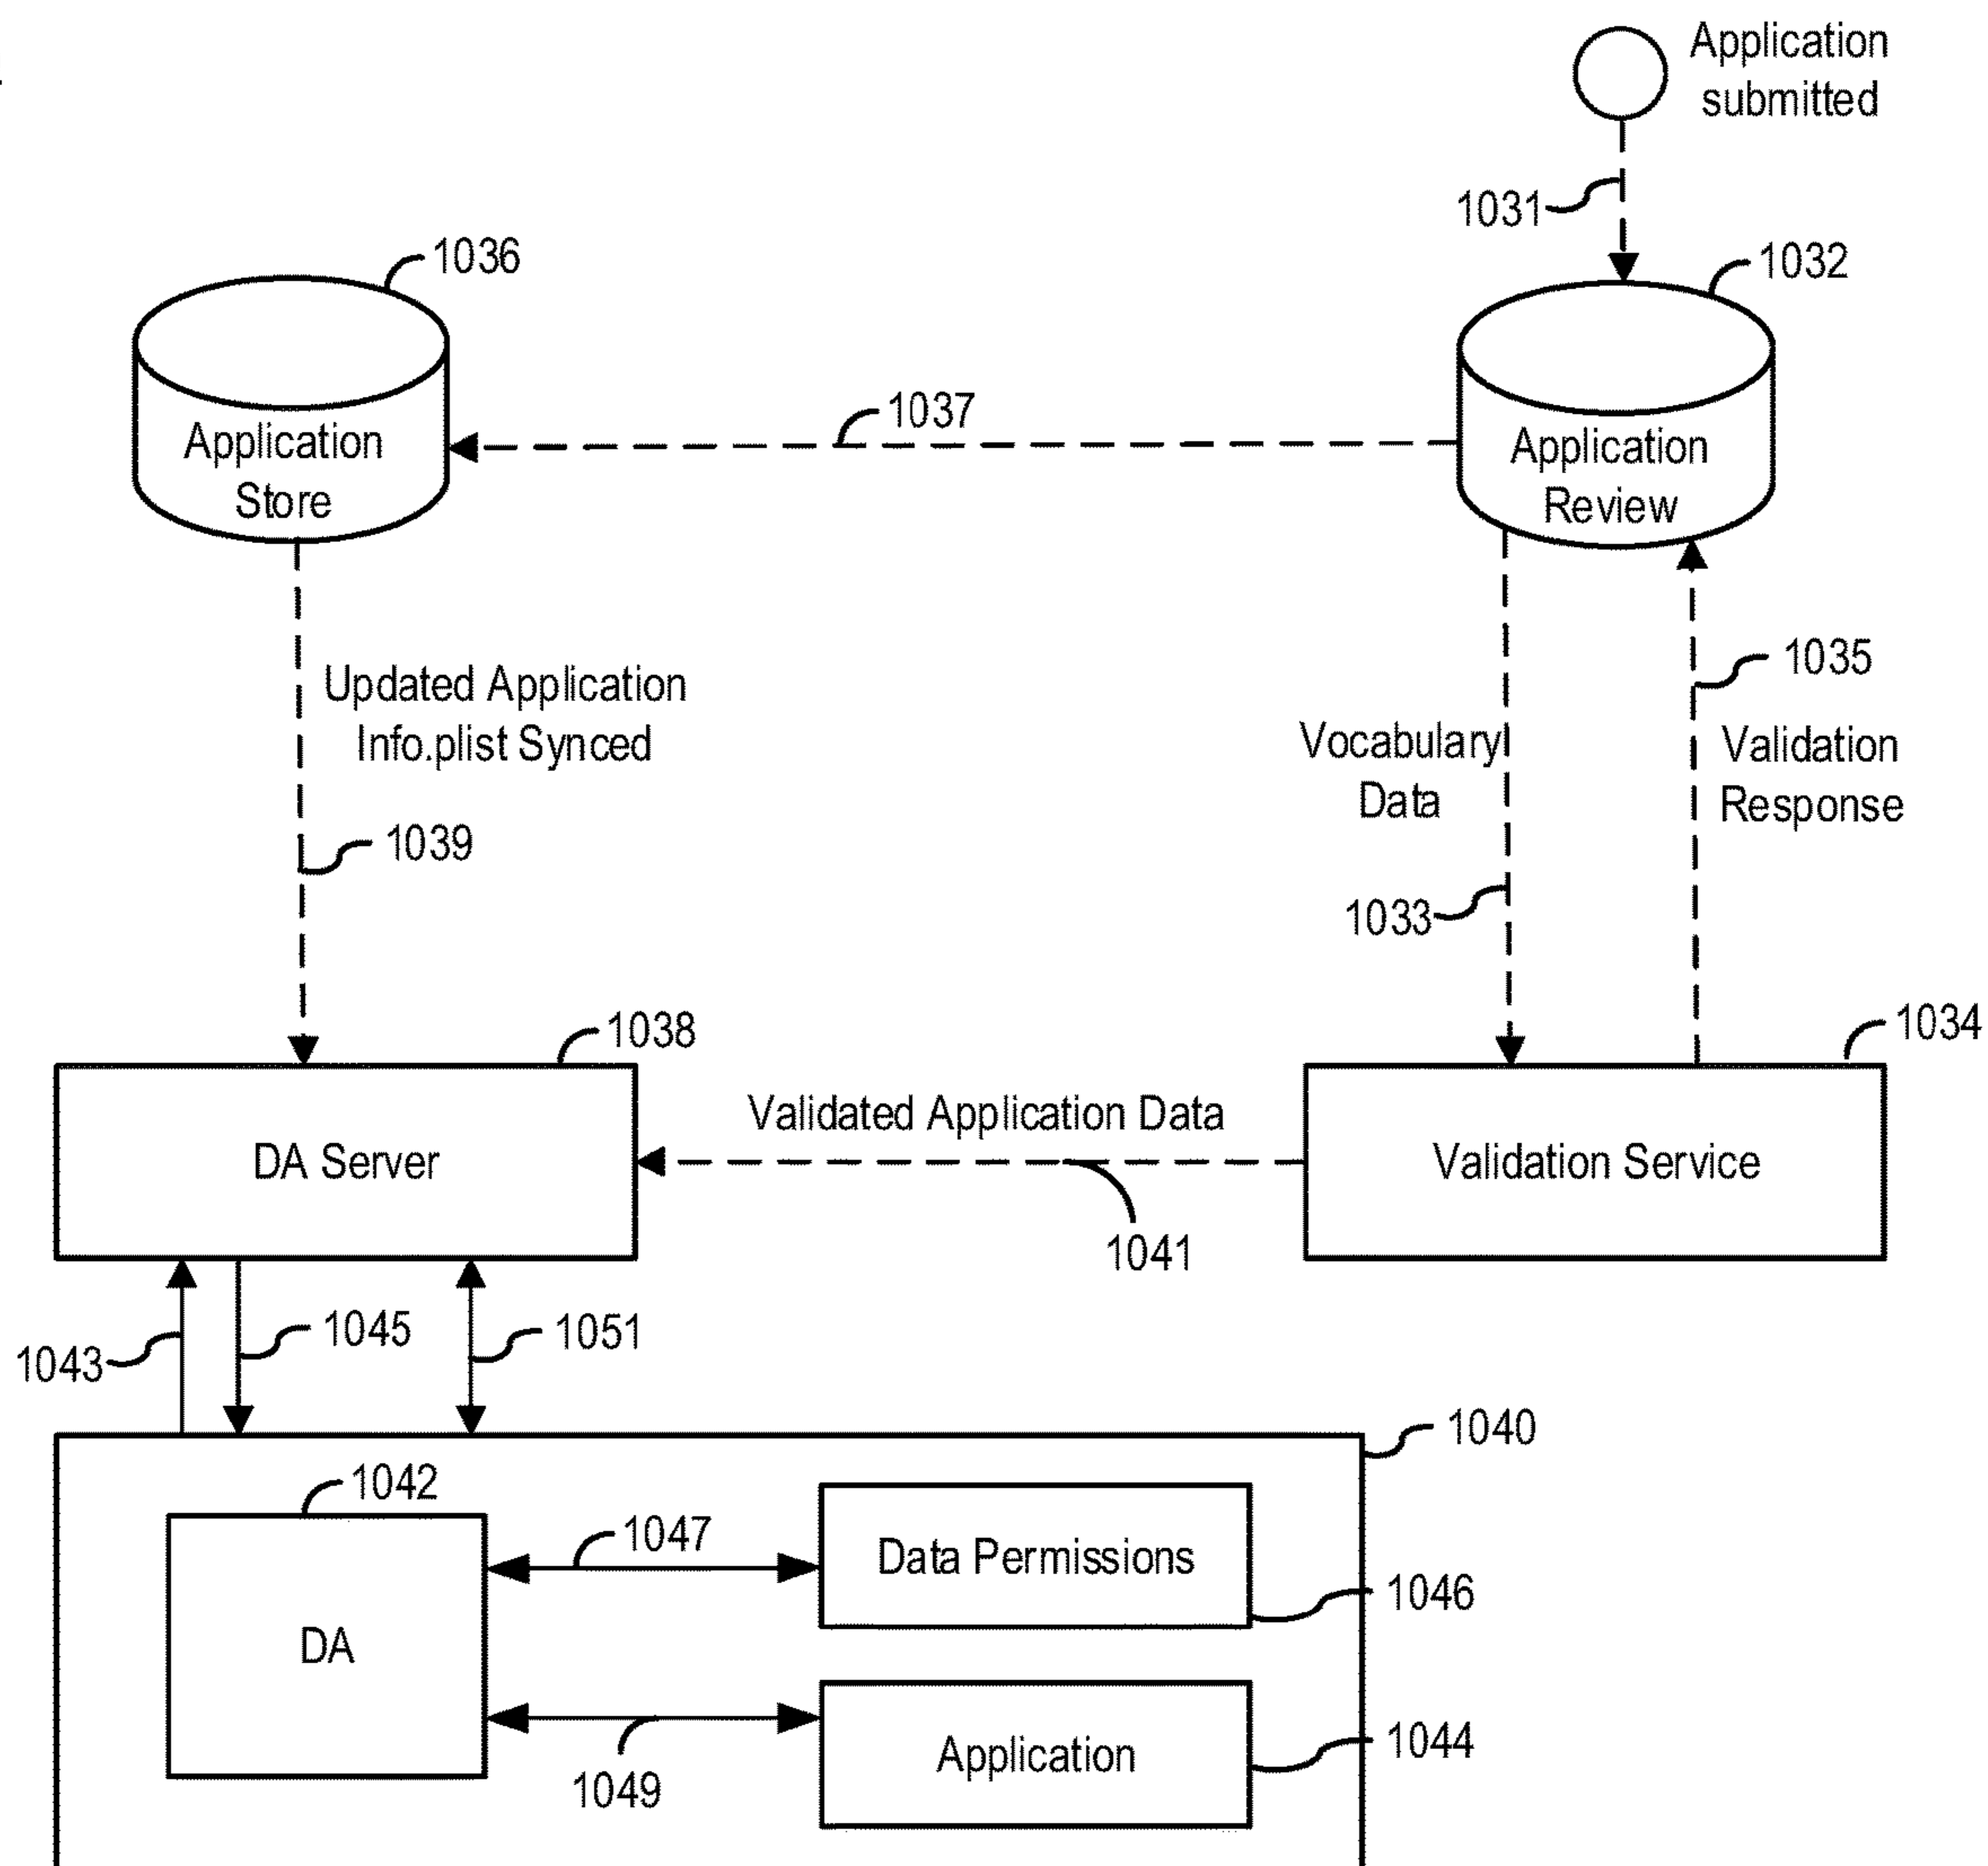 Application
submitted
1031
1036
1032
1037
Application
Store
Application
Review
1035
Updated Application
Info.plist Synced
Vocabulary
Data
Validation
Response
1039
1033
1038
1034
Validated Application Data
DA Server
Validation Service
1041
1043
1045
1051
1040
1042
1047
Data Permissions
1046
DA
1049
Application
1044